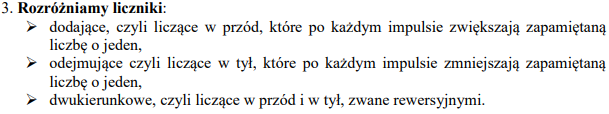 3. Rozróżniamy liczniki:
➢ dodające, czyli liczące w przód, które po każdym impulsie zwiększają zapamiętaną
liczbę o jeden,
➢ odejmujące czyli liczące w tył, które po każdym impulsie zmniejszają zapamiętaną
liczbę o jeden,
➢ dwukierunkowe, czyli liczące w przód i w tył, zwane rewersyjnymi.